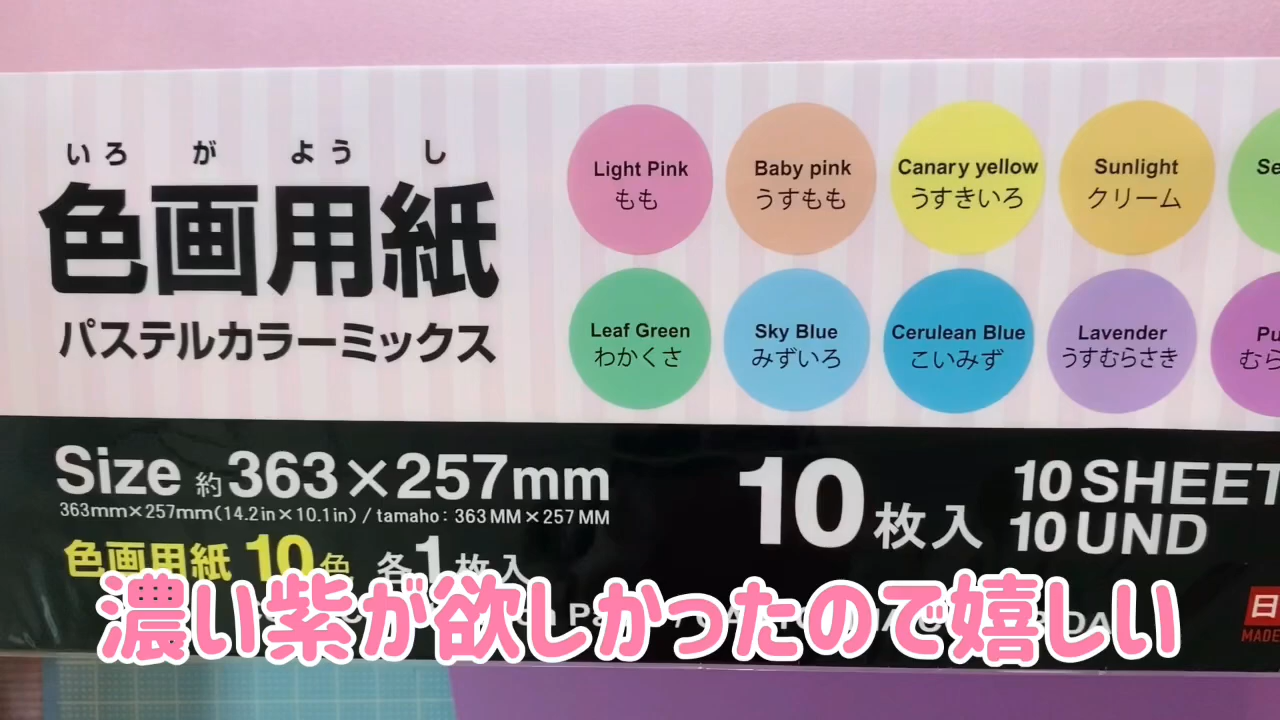 いろ が よう し
色画用紙
パステルカラーミックス
Light Pink
もも
Baby pink
うすもも
Canary yellow
うすきいろ
Sunlight
クリーム
Se
Leaf Green
わかくさ
Sky Blue
みずいろ
Cerulean Blue
こいみず
Lavender
うすむらさき
Pu
むら
Size 約363×257mm
363mm×257mm(14.2in×10.1in) / tamaho: 363 MM × 257 MM
10枚入
10 SHEET
10 UND
色画用紙 10色 各1枚入
濃い紫が欲しかったので嬉しい
日
MADE